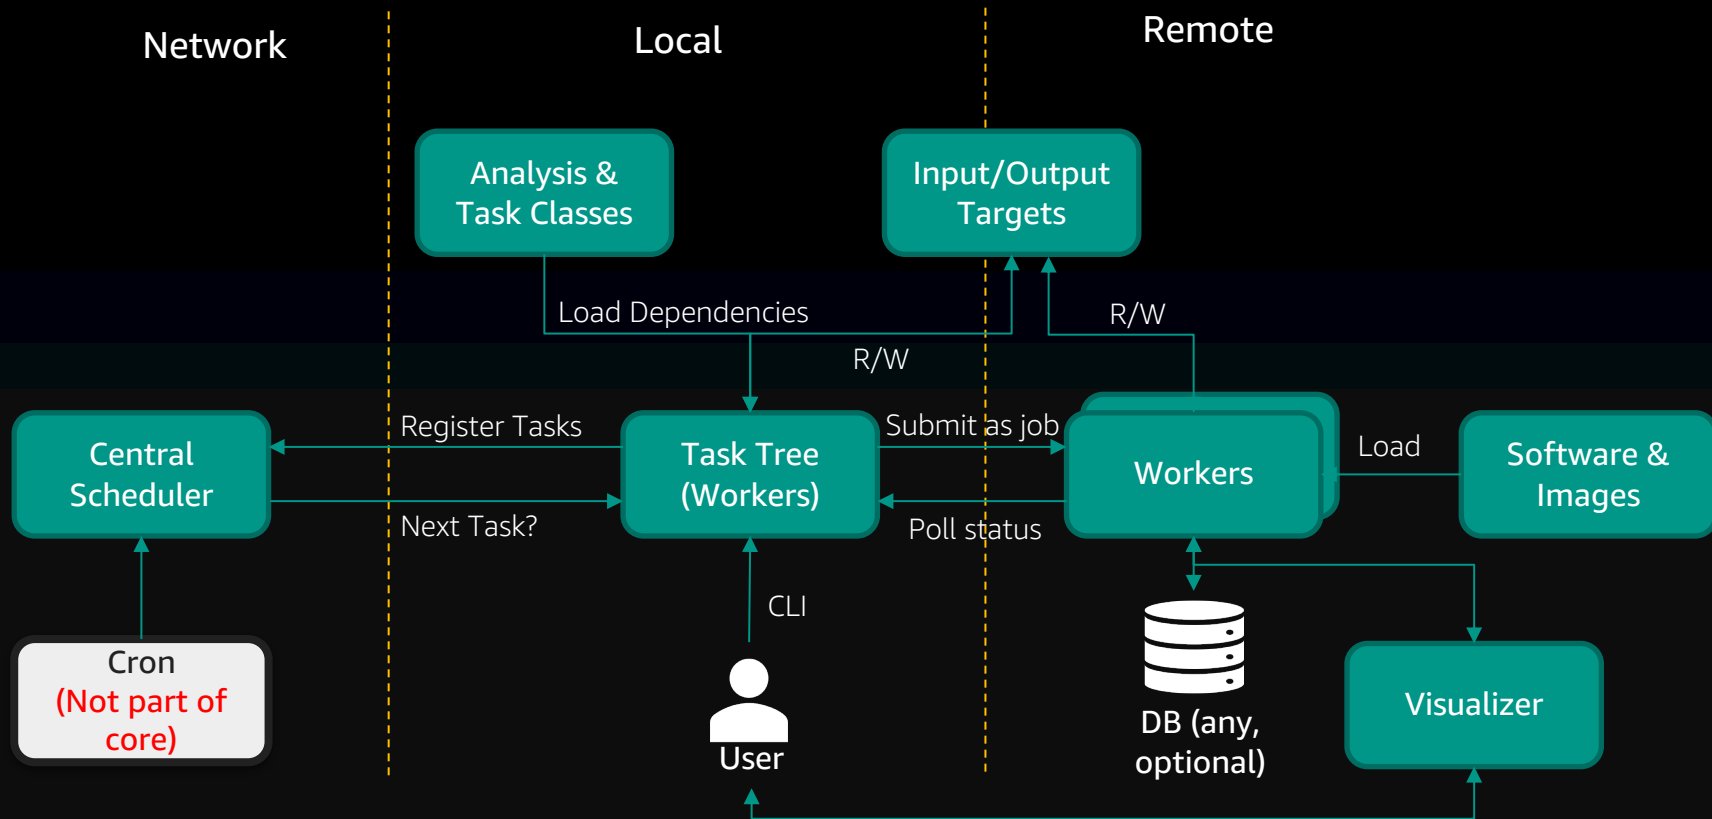 Network
Local
Remote
Analysis &
Task Classes
Input/Output
Targets
Load Dependencies
R/W
R/W
Central
Scheduler
Register Tasks
Next Task?
Task Tree
(Workers)
Submit as job
Poll status
Workers
Load
Software &
Images
CLI
Cron
(Not part of
core)
User
DB (any,
optional)
Visualizer